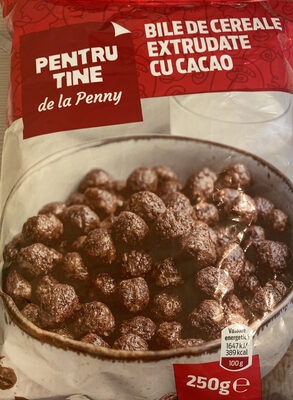 PENTRU
TINE
de la Penny
BILE DE CEREALE
EXTRUDATE
CU CACAO
Valoare
energetică
1647 kJ/
389 kcal
100 g
250g e